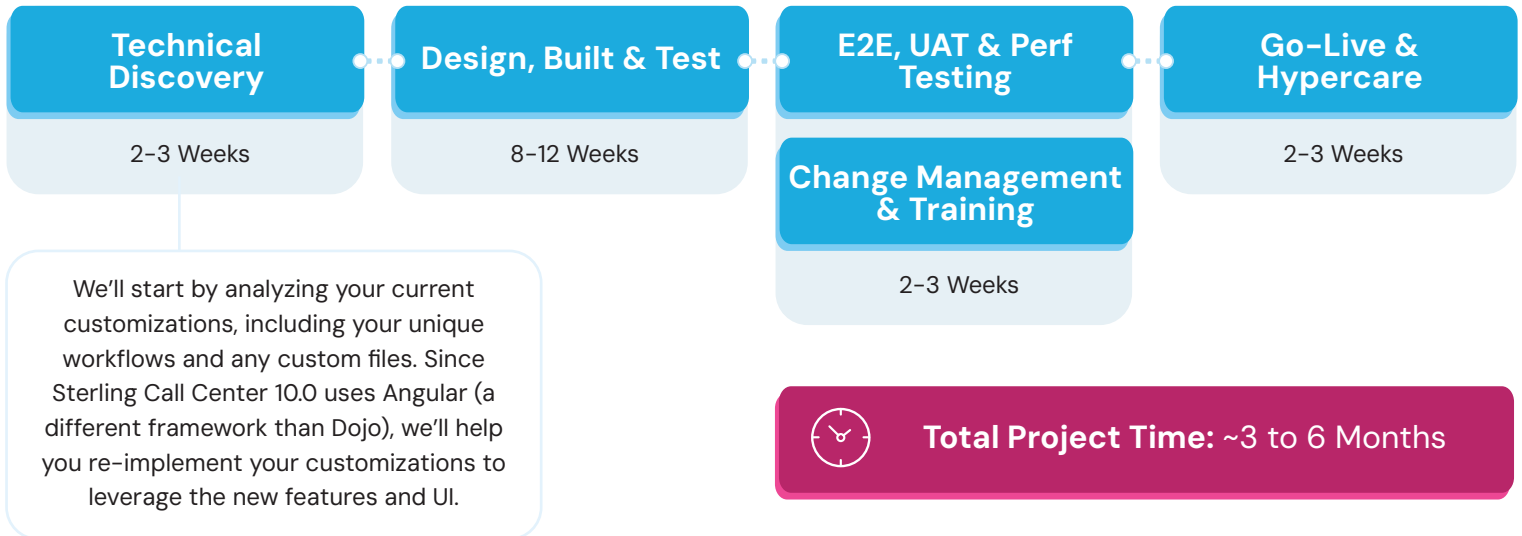 Technical
Discovery
2-3 Weeks
We'll start by analyzing your current
customizations, including your unique
workflows and any custom files. Since
Sterling Call Center 10.0 uses Angular (a
different framework than Dojo), we'll help
you re-implement your customizations to
leverage the new features and UI.
Design, Built & Test
8-12 Weeks
E2E, UAT & Perf
Testing
Change Management
& Training
2-3 Weeks
Go-Live &
Hypercare
2-3 Weeks
Total Project Time: ~3 to 6 Months